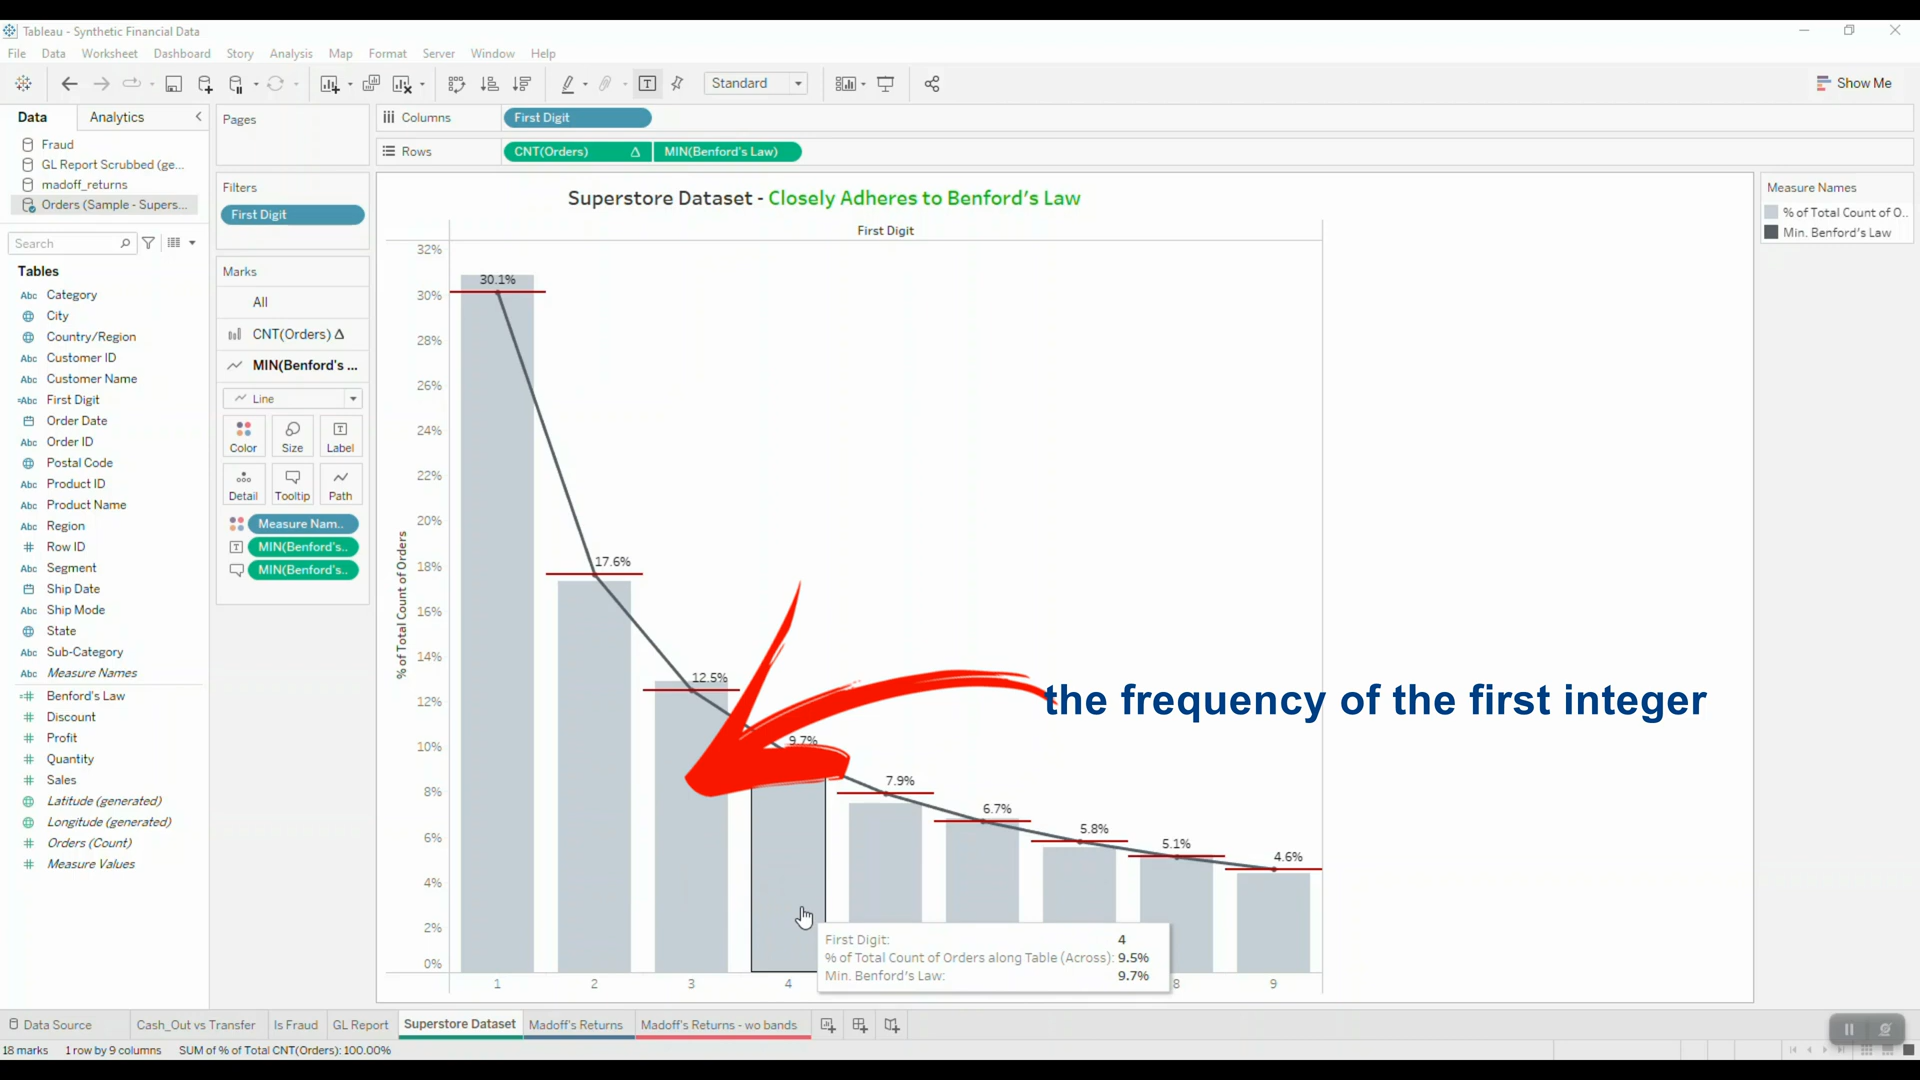 Tableau - Synthetic Financial Data
File Data Worksheet Dashboard Story Analysis Map Format Server Window Help
Standard
Show Me
Data Analytics
Fraud
GL Report Scrubbed (ge...
madoff_returns
Orders (Sample - Supers...
Search
Tables
Abc Category
City
Country/Region
Abc Customer ID
Abc Customer Name
=Abc First Digit
Order Date
Abc Order ID
Postal Code
Abc Product ID
Abc Product Name
Abc Region
# Row ID
Abc Segment
Ship Date
Abc Ship Mode
State
Abc Sub-Category
Abc Measure Names
=# Benford's Law
# Discount
# Profit
# Quantity
# Sales
Latitude (generated)
Longitude (generated)
# Orders (Count)
# Measure Values
Pages
Filters
First Digit
Marks
All
CNT(Orders) Δ
MIN(Benford's ...
Line
Color Size Label
Detail Tooltip Path
Measure Nam..
MIN(Benford's..
MIN(Benford's..
Columns First Digit
Rows CNT(Orders) Δ MIN(Benford's Law)
Superstore Dataset - Closely Adheres to Benford's Law
First Digit
% of Total Count of Orders
32%
30%
28%
26%
24%
22%
20%
18%
16%
14%
12%
10%
8%
6%
4%
2%
0%
30.1%
17.6%
12.5%
9.7%
7.9%
6.7%
5.8%
5.1%
4.6%
the frequency of the first integer
First Digit: 4
% of Total Count of Orders along Table (Across): 9.5%
Min. Benford's Law: 9.7%
1 2 3 4 8 9
Measure Names
% of Total Count of O..
Min. Benford's Law
Data Source Cash_Out vs Transfer Is Fraud GL Report Superstore Dataset Madoff's Returns Madoff's Returns - wo bands
18 marks 1 row by 9 columns SUM of % of Total CNT(Orders): 100.00%